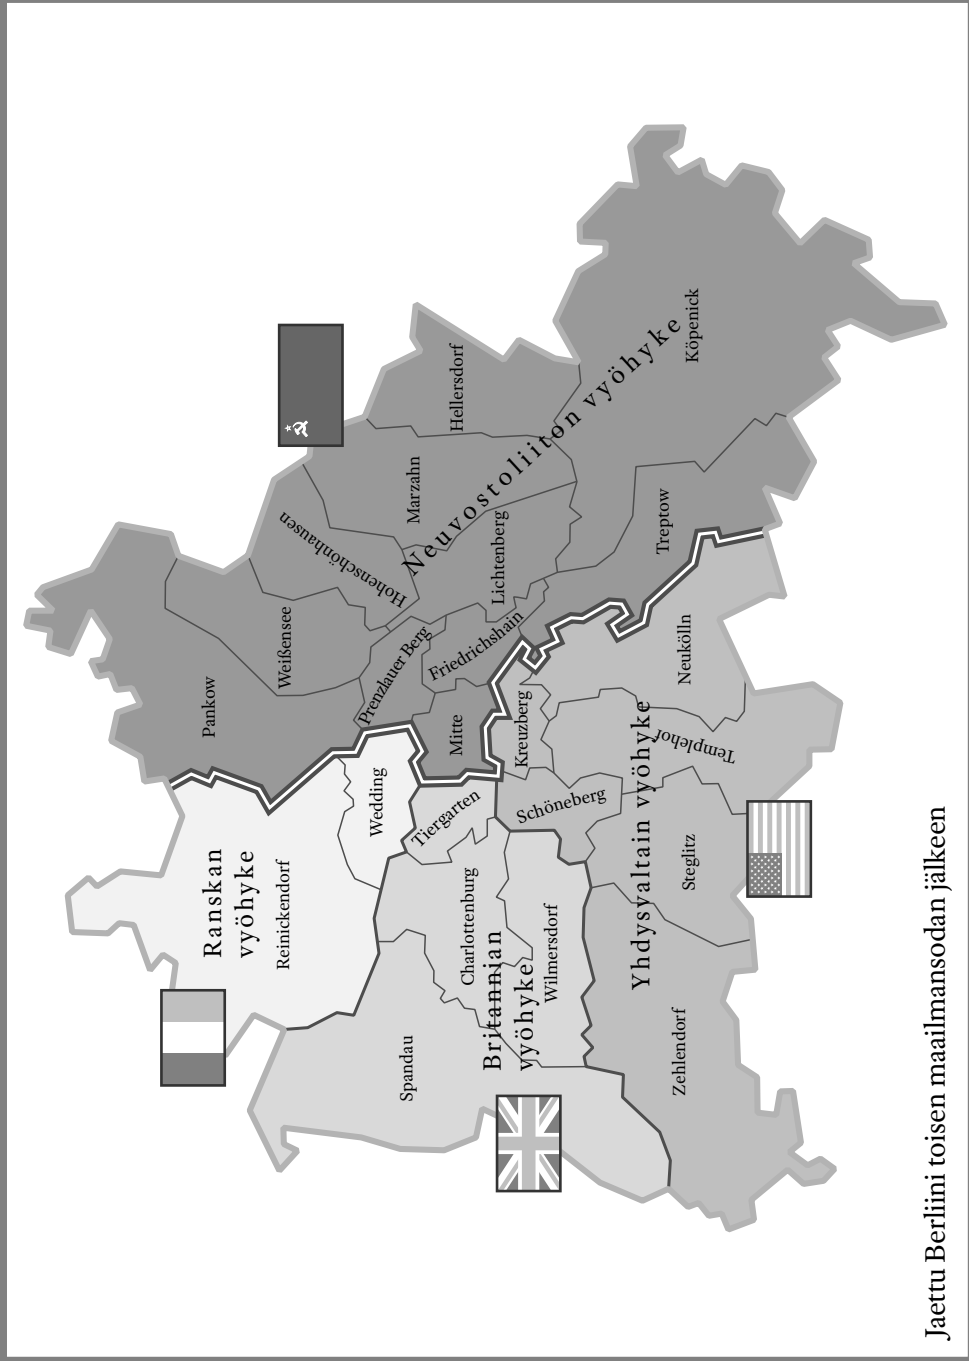 Ranskan
vyöhyke
Reinickendorf
Wedding
Pankow
Weißensee
Hohenschönhausen
Prenzlauer Berg
Marzahn
Hellersdorf
Neuvostoliiton vyöhyke
Lichtenberg
Friedrichshain
Mitte
Köpenick
Treptow
Spandau
Charlottenburg
Tiergarten
Britannian
vyöhyke
Wilmersdorf
Schöneberg
Kreuzberg
Neukölln
Templehof
Yhdysvaltain vyöhyke
Steglitz
Zehlendorf
Jaettu Berliini toisen maailmansodan jälkeen